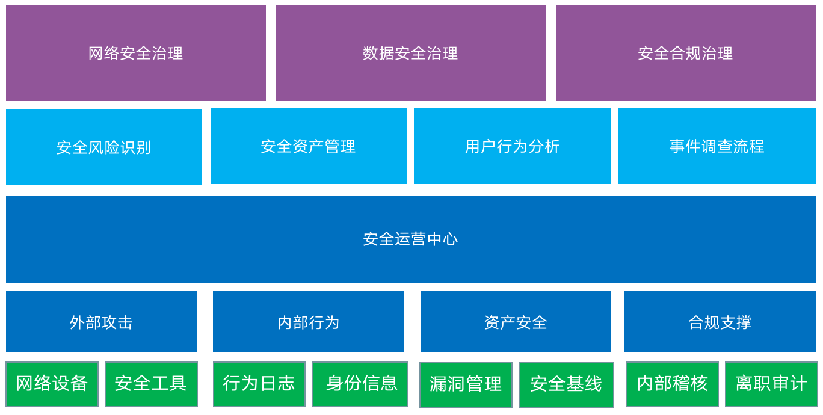 网络安全治理
数据安全治理
安全合规治理
安全风险识别
安全资产管理
用户行为分析
事件调查流程
安全运营中心
外部攻击
内部行为
资产安全
合规支撑
网络设备
安全工具
行为日志
身份信息
漏洞管理
安全基线
内部稽核
离职审计